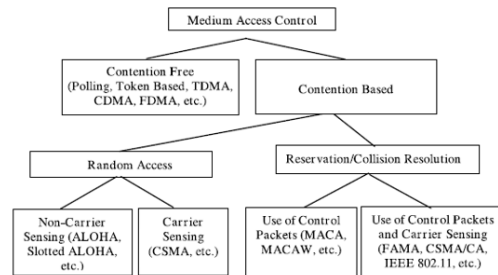 Medium Access Control
Contention Free
(Polling, Token Based, TDMA,
CDMA, FDMA, etc.)
Contention Based
Random Access
Reservation/Collision Resolution
Non-Carrier
Sensing (ALOHA,
Slotted ALOHA,
etc.)
Carrier
Sensing
(CSMA, etc.)
Use of Control
Packets (MACA,
MACAW, etc.)
Use of Control Packets
and Carrier Sensing
(FAMA, CSMA/CA,
IEEE 802.11, etc.)